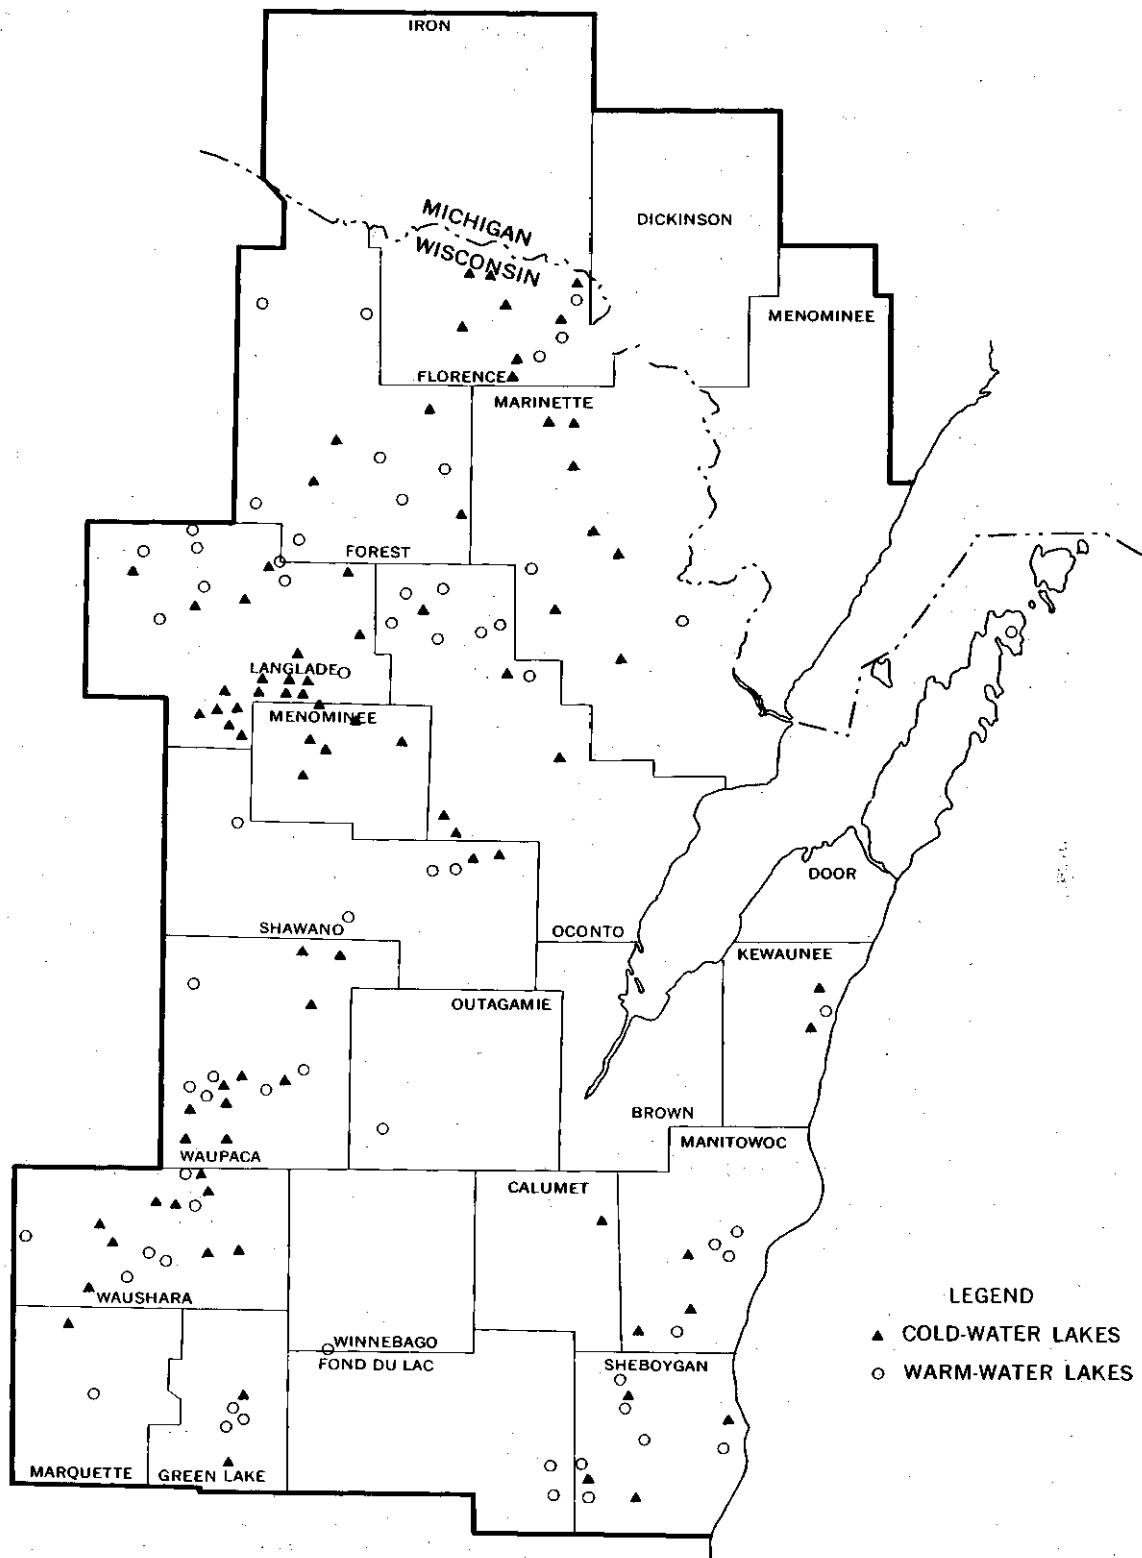 IRON
MICHIGAN
WISCONSIN
DICKINSON
MENOMINEE
FLORENCE
MARINETTE
FOREST
LANGLADE
MENOMINEE
DOOR
SHAWANO
OCONTO
KEWAUNEE
OUTAGAMIE
BROWN
MANITOWOC
WAUPACA
CALUMET
WAUSHARA
LEGEND
COLD-WATER LAKES
WARM-WATER LAKES
WINNEBAGO
FOND DU LAC
SHEBOYGAN
MARQUETTE
GREEN LAKE